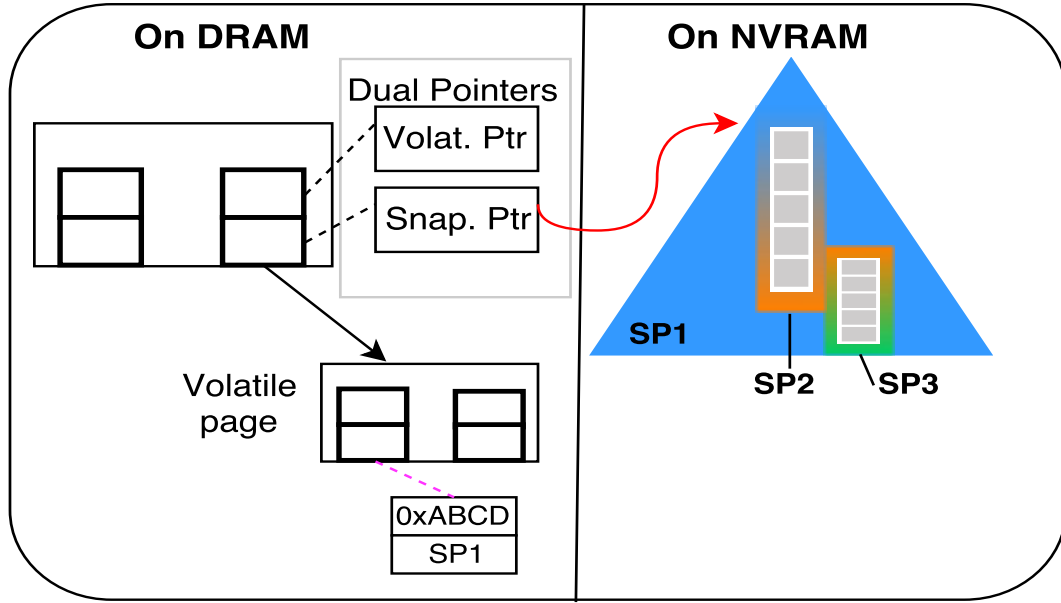 On DRAM
On NVRAM
Dual Pointers
Volat. Ptr
Snap. Ptr
SP1
SP2
SP3
Volatile
page
0xABCD
SP1